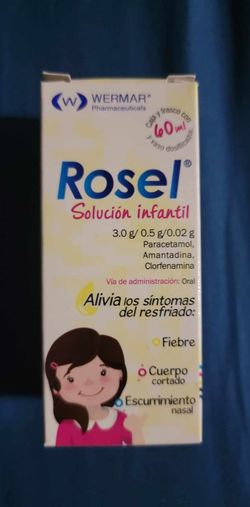 WERMAR®
Pharmaceuticals
Caja y frasco con
60 ml
y vaso dosificador.
Rosel®
Solución infantil
3.0 g/ 0.5 g/0.02 g
Paracetamol,
Amantadina,
Clorfenamina
Vía de administración: Oral
Alivia los síntomas
del resfriado:
Fiebre
Cuerpo
cortado
Escurrimiento
nasal